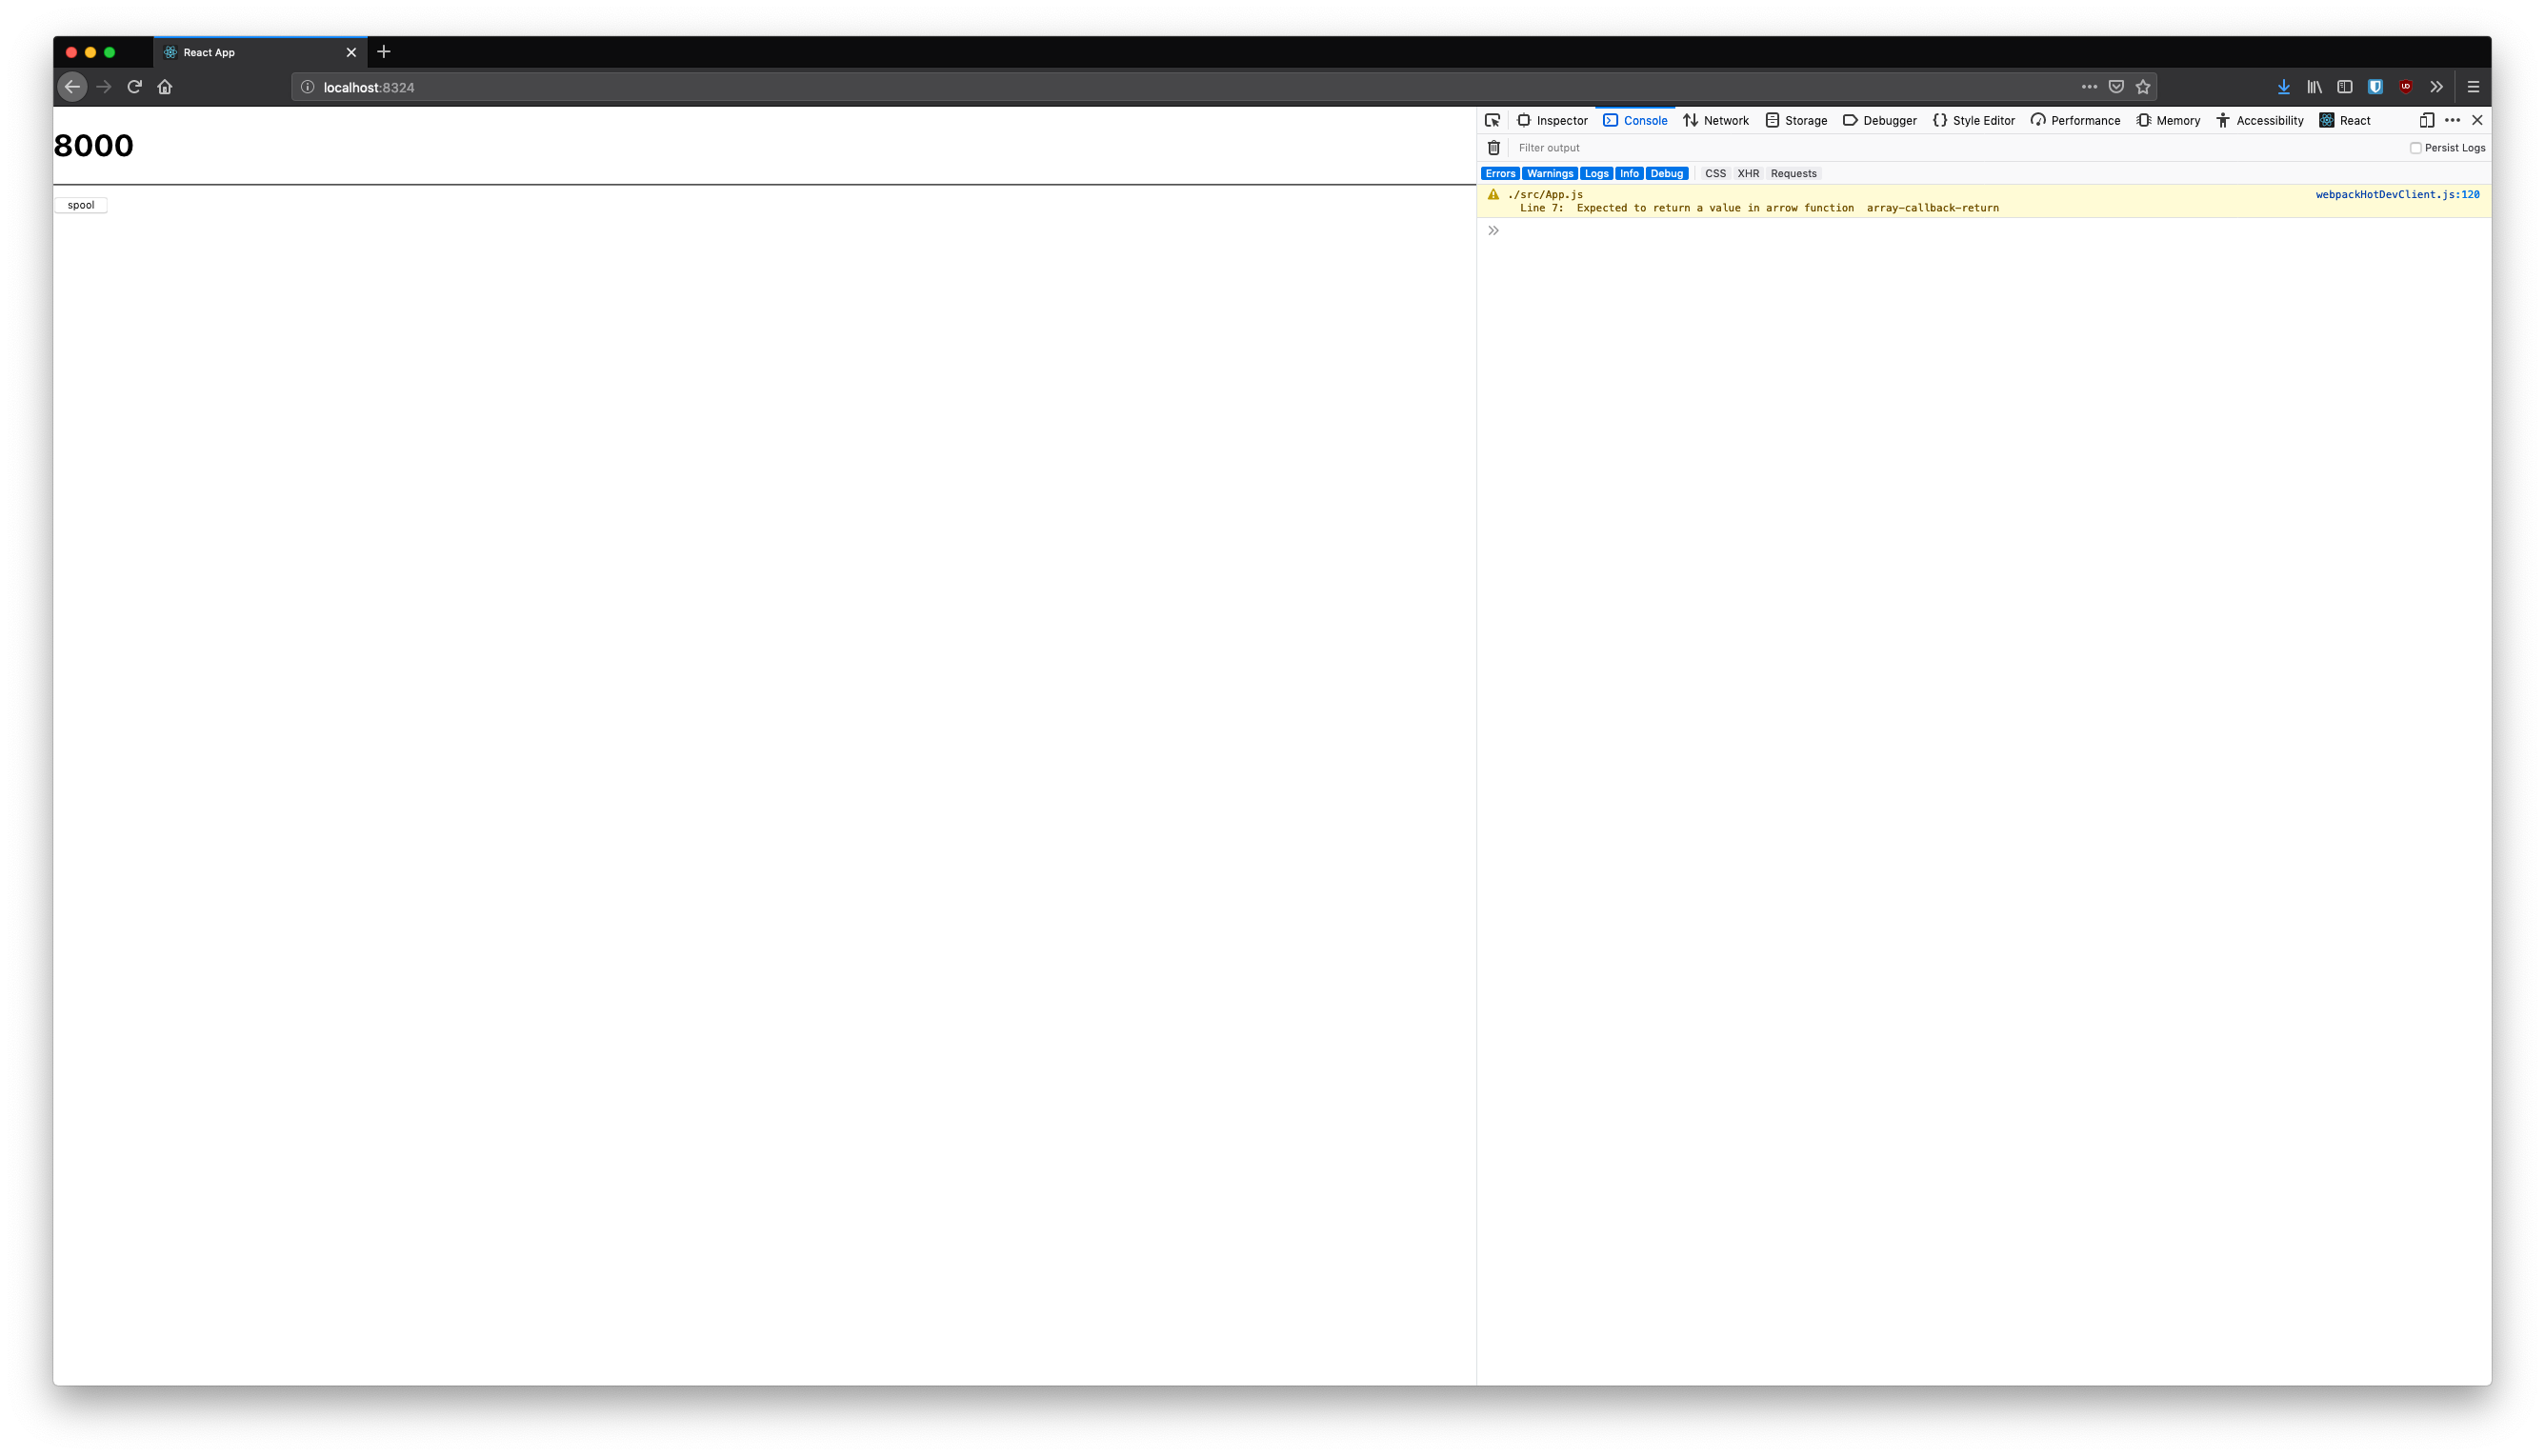 React App
localhost:8324
8000
spool
Inspector Console Network Storage Debugger Style Editor Performance Memory Accessibility React
Filter output Persist Logs
Errors Warnings Logs Info Debug CSS XHR Requests
./src/App.js webpackHotDevClient.js:120
Line 7: Expected to return a value in arrow function array-callback-return